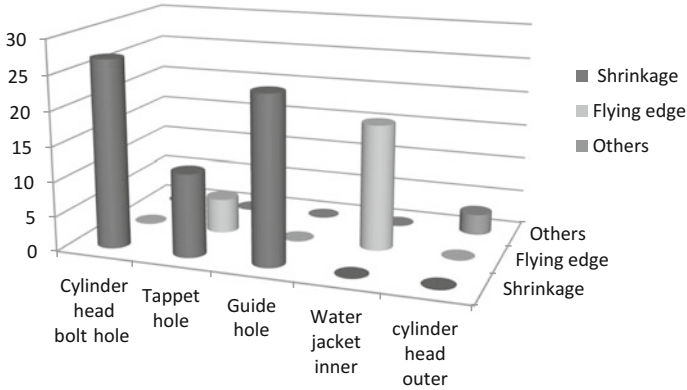 30
25
20
15
10
5
0
Shrinkage
Flying edge
Others
Others
Flying edge
Shrinkage
Cylinder
head
bolt hole
Tappet
hole
Guide
hole
Water
jacket
inner
cylinder
head
outer